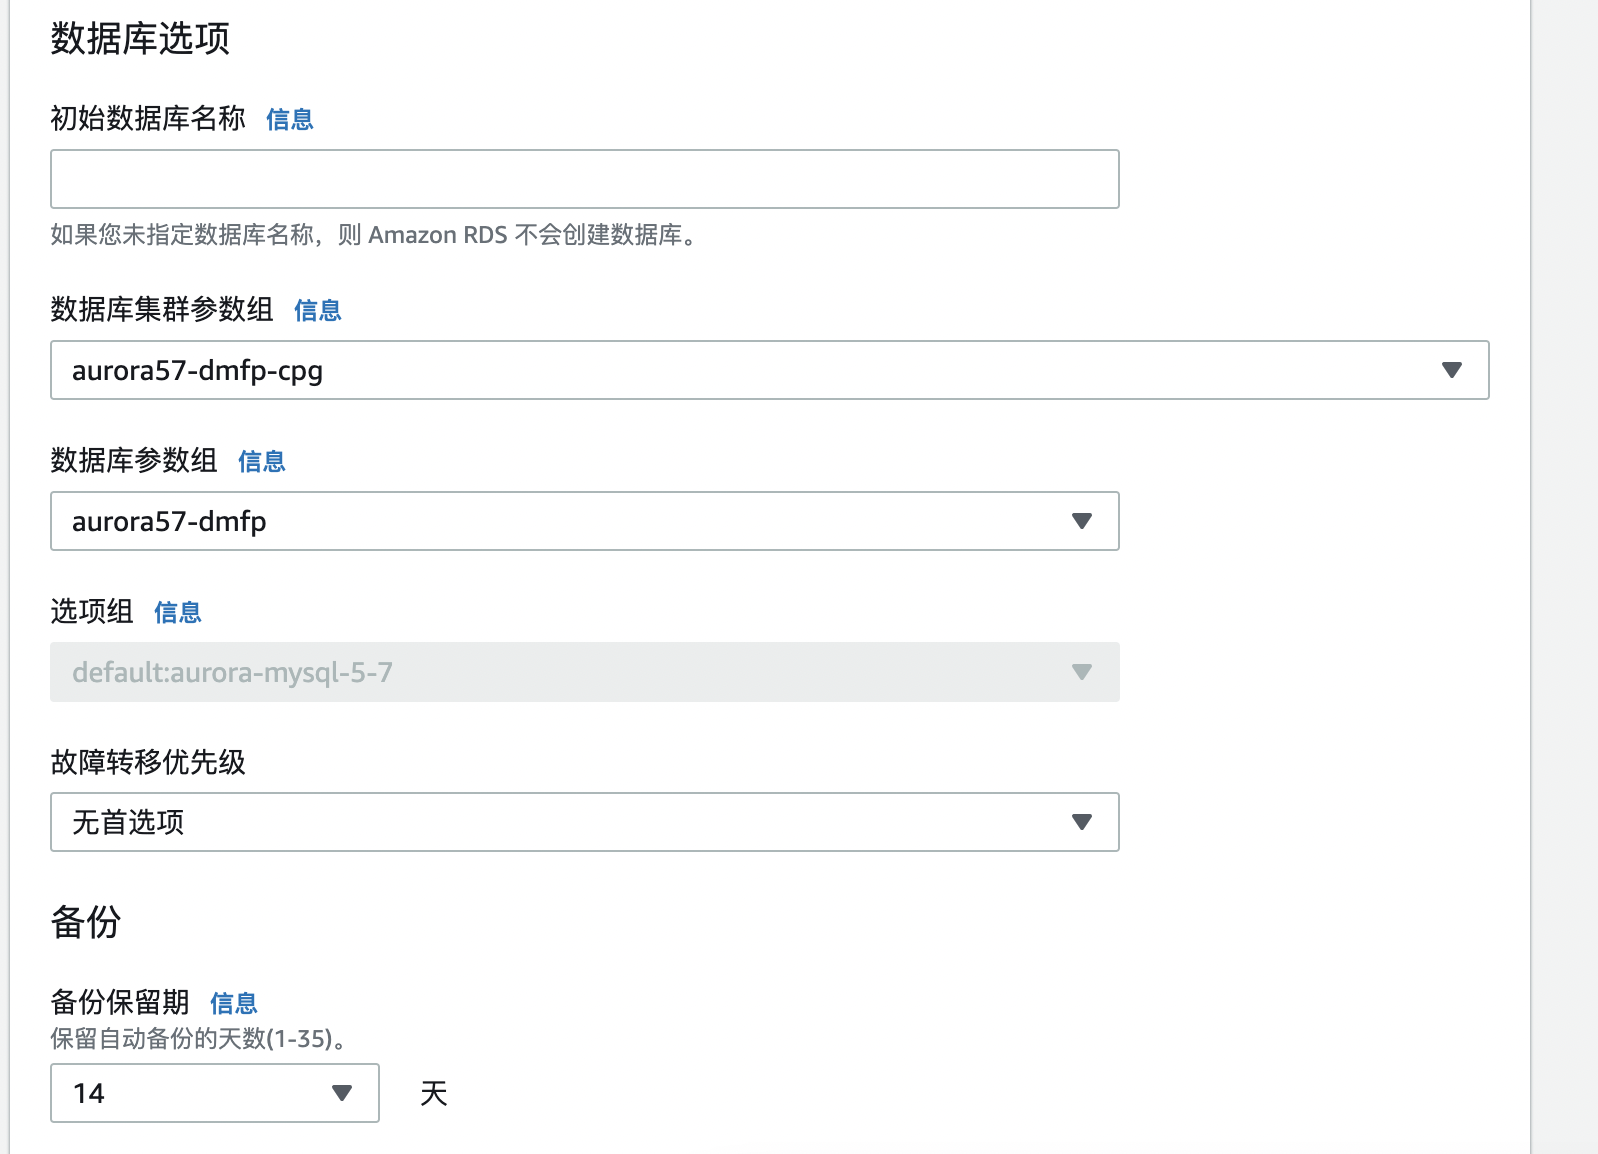 数据库选项
初始数据库名称 信息
如果您未指定数据库名称，则 Amazon RDS 不会创建数据库。
数据库集群参数组 信息
aurora57-dmfp-cpg
数据库参数组 信息
aurora57-dmfp
选项组 信息
default:aurora-mysql-5-7
故障转移优先级
无首选项
备份
备份保留期 信息
保留自动备份的天数(1-35)。
14 天